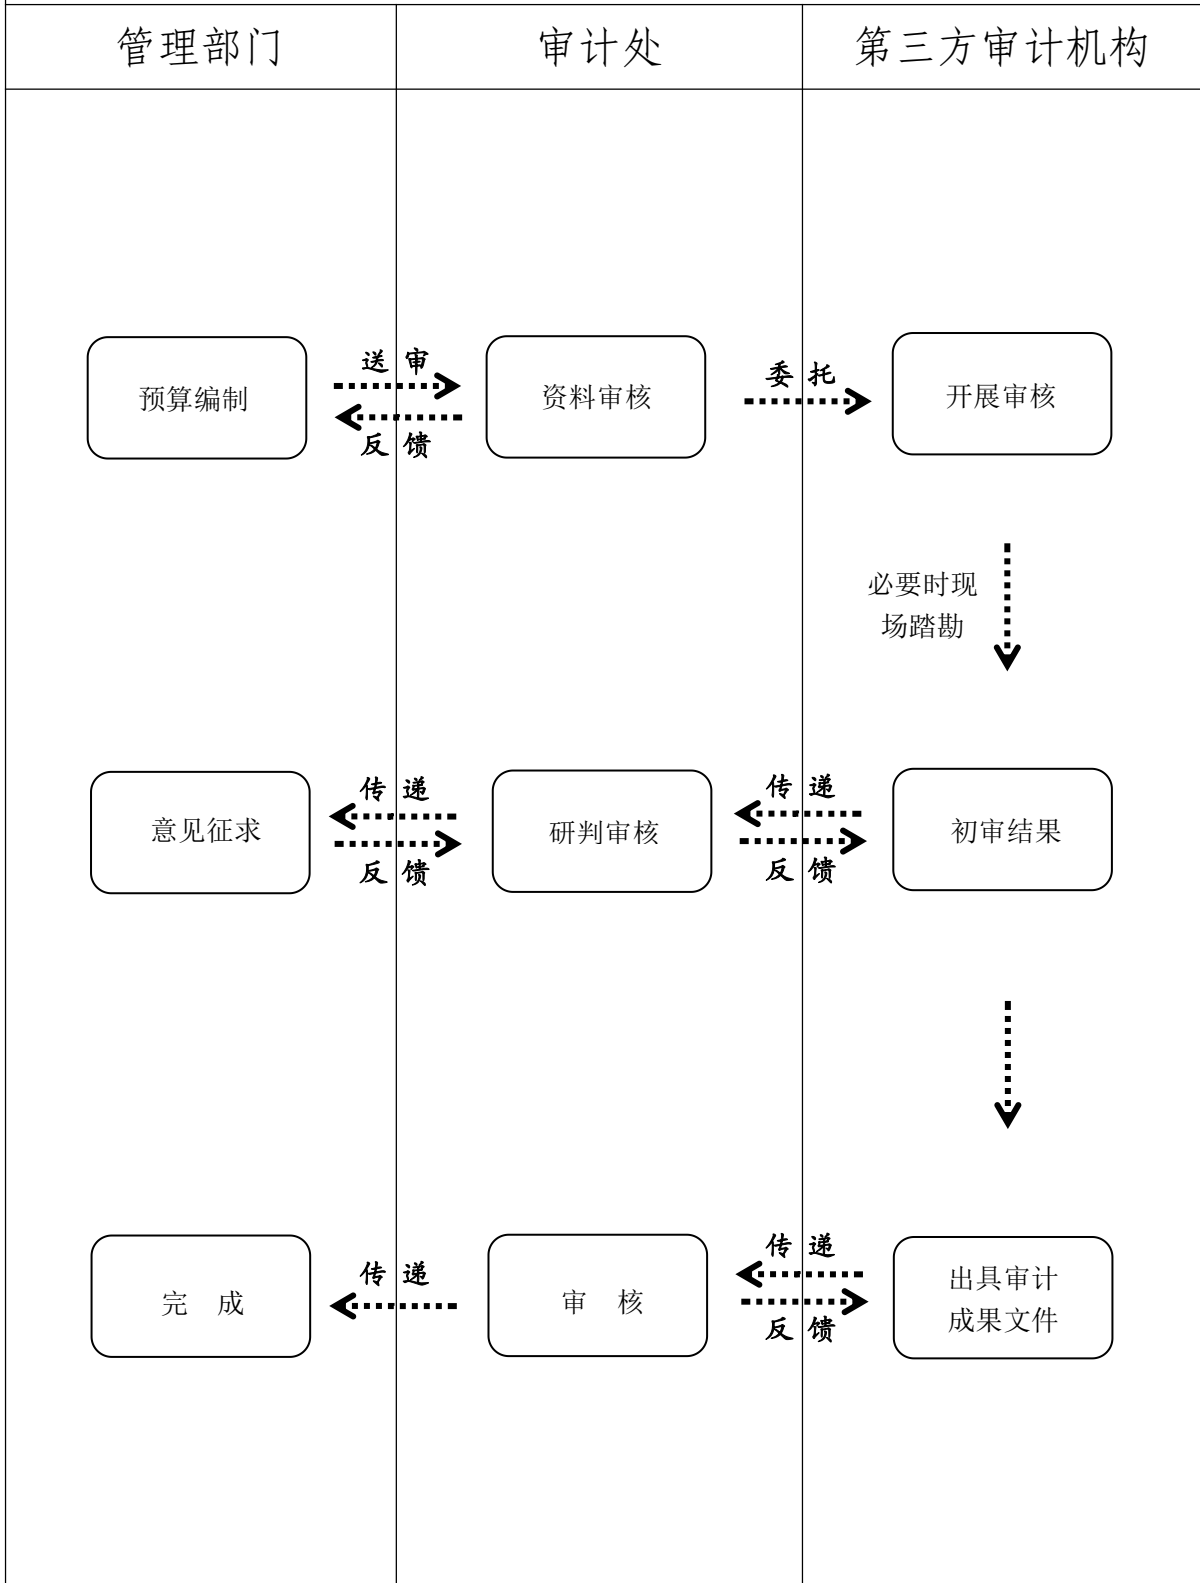 管理部门
审计处
第三方审计机构
送 审
预算编制
资料审核
反 馈
委 托
开展审核
必要时现
场踏勘
传 递
意见征求
研判审核
反 馈
传 递
初审结果
反 馈
传 递
完 成
审 核
传 递
出具审计
成果文件
反 馈